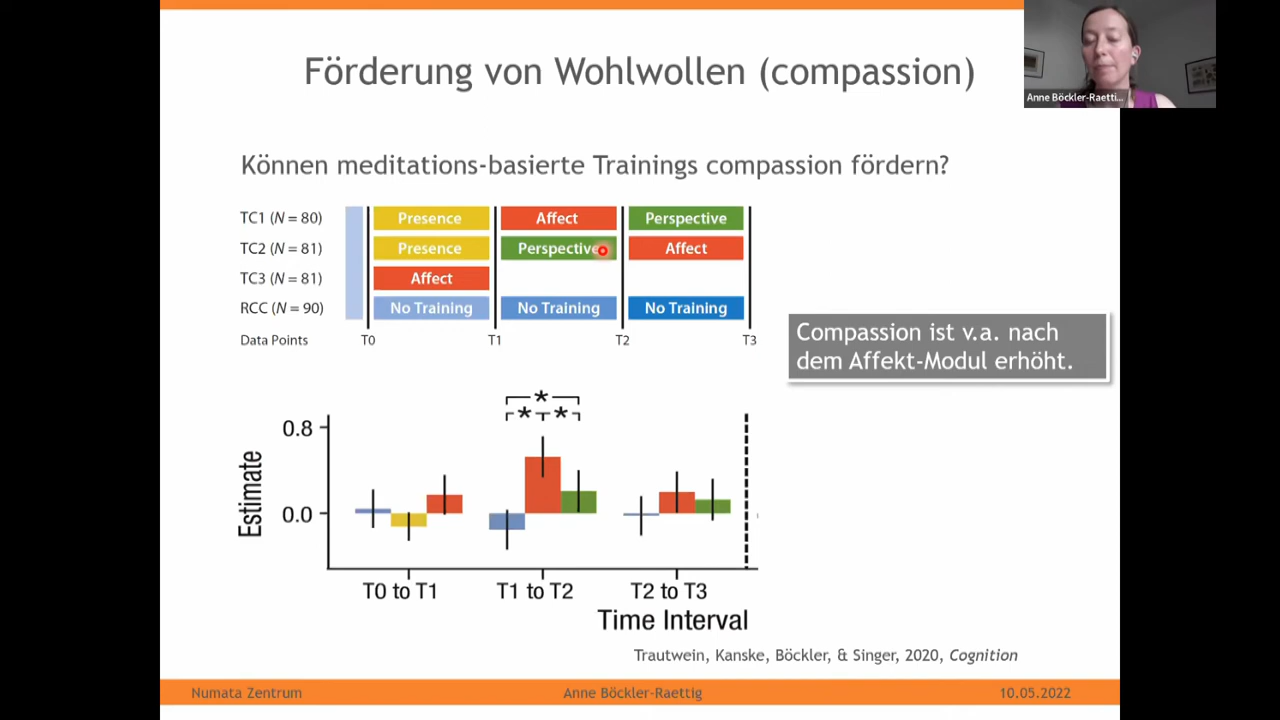 Förderung von Wohlwollen (compassion)
Anne Böckler-Raetti...
Können meditations-basierte Trainings compassion fördern?
TC1 (N = 80) Presence Affect Perspective
TC2 (N = 81) Presence Perspective Affect
TC3 (N = 81) Affect
RCC (N = 90) No Training No Training No Training
Data Points T0 T1 T2 T3
Compassion ist v.a. nach
dem Affekt-Modul erhöht.
*
* *
0.8
0.0
Estimate
T0 to T1 T1 to T2 T2 to T3
Time Interval
Trautwein, Kanske, Böckler, & Singer, 2020, Cognition
Numata Zentrum Anne Böckler-Raettig 10.05.2022